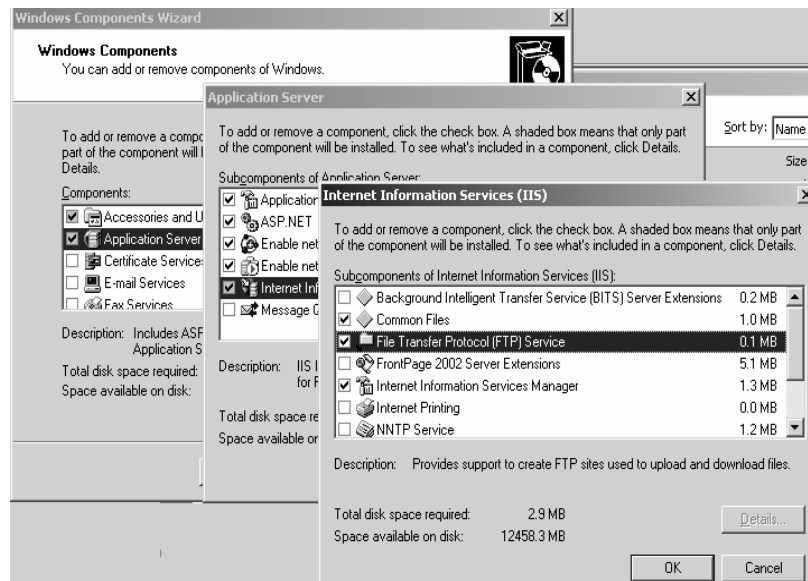 Windows Components Wizard
Windows Components
You can add or remove components of Windows.
To add or remove a compo
part of the component will l
Details.
Components:
Accessories and U
Application Server
Certificate Services
E-mail Services
Fax Services
Description: Includes ASP
Application S
Total disk space required:
Space available on disk:
Application Server
To add or remove a component, click the check box. A shaded box means that only part
of the component will be installed. To see what's included in a component, click Details.
Subcomponents of Application Server:
Application
ASP.NET
Enable net
Enable net
Internet Inf
Message Q
Description: IIS I
for F
Total disk space re
Space available on
Sort by: Name
Size
Internet Information Services (IIS)
To add or remove a component, click the check box. A shaded box means that only part
of the component will be installed. To see what's included in a component, click Details.
Subcomponents of Internet Information Services (IIS):
Background Intelligent Transfer Service (BITS) Server Extensions 0.2 MB
Common Files 1.0 MB
File Transfer Protocol (FTP) Service 0.1 MB
FrontPage 2002 Server Extensions 5.1 MB
Internet Information Services Manager 1.3 MB
Internet Printing 0.0 MB
NNTP Service 1.2 MB
Description: Provides support to create FTP sites used to upload and download files.
Total disk space required: 2.9 MB
Space available on disk: 12458.3 MB
Details...
OK Cancel